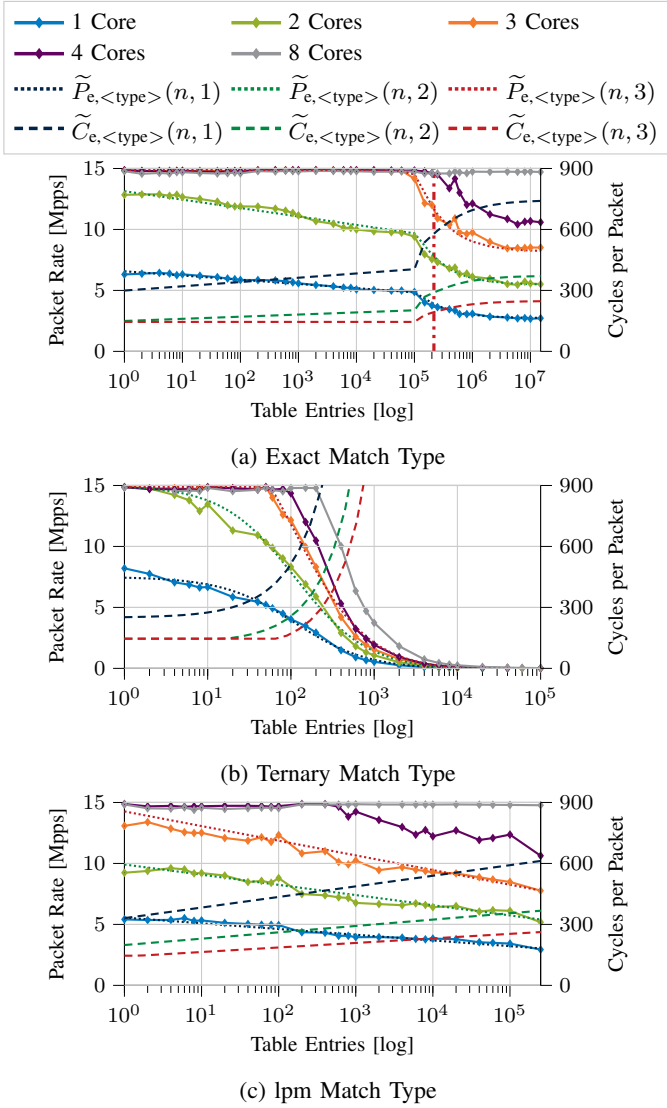 1 Core 2 Cores 3 Cores
4 Cores 8 Cores
P̃e,<type>(n, 1) P̃e,<type>(n, 2) P̃e,<type>(n, 3)
C̃e,<type>(n, 1) C̃e,<type>(n, 2) C̃e,<type>(n, 3)
Packet Rate [Mpps]
15
10
5
0
900
600
300
0
Cycles per Packet
10^0 10^1 10^2 10^3 10^4 10^5 10^6 10^7
Table Entries [log]
(a) Exact Match Type
Packet Rate [Mpps]
15
10
5
0
900
600
300
0
Cycles per Packet
10^0 10^1 10^2 10^3 10^4 10^5
Table Entries [log]
(b) Ternary Match Type
Packet Rate [Mpps]
15
10
5
0
900
600
300
0
Cycles per Packet
10^0 10^1 10^2 10^3 10^4 10^5
Table Entries [log]
(c) lpm Match Type